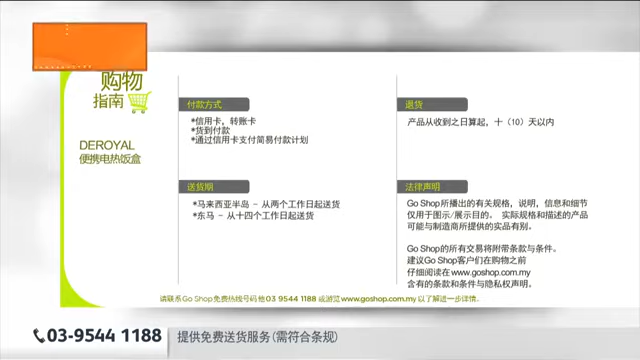 购物
指南
DEROYAL
便携电热饭盒
付款方式
*信用卡，转账卡
*货到付款
*通过信用卡支付简易付款计划
退货
产品从收到之日算起，十（10）天以内
送货期
*马来西亚半岛 - 从两个工作日起送货
*东马 - 从十四个工作日起送货
法律声明
Go Shop所播出的有关规格，说明，信息和细节
仅用于图示/展示目的。 实际规格和描述的产品
可能与制造商所提供的实品有别。
Go Shop的所有交易将附带条款与条件。
建议Go Shop客户们在购物之前
仔细阅读在www.goshop.com.my
含有的条款和条件与隐私权声明。
请联系Go Shop免费热线号码 03 9544 1188 或游览 www.goshop.com.my 以了解进一步详情。
03-9544 1188
提供免费送货服务(需符合条规)